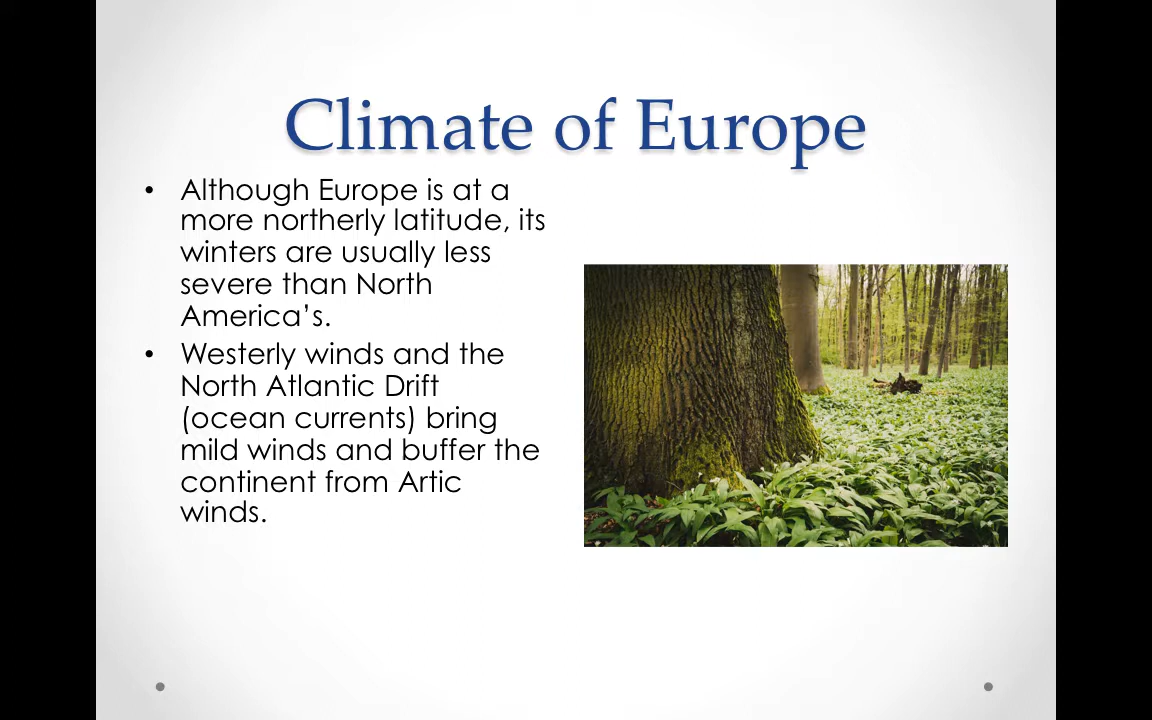 Climate of Europe
• Although Europe is at a
more northerly latitude, its
winters are usually less
severe than North
America’s.
• Westerly winds and the
North Atlantic Drift
(ocean currents) bring
mild winds and buffer the
continent from Artic
winds.